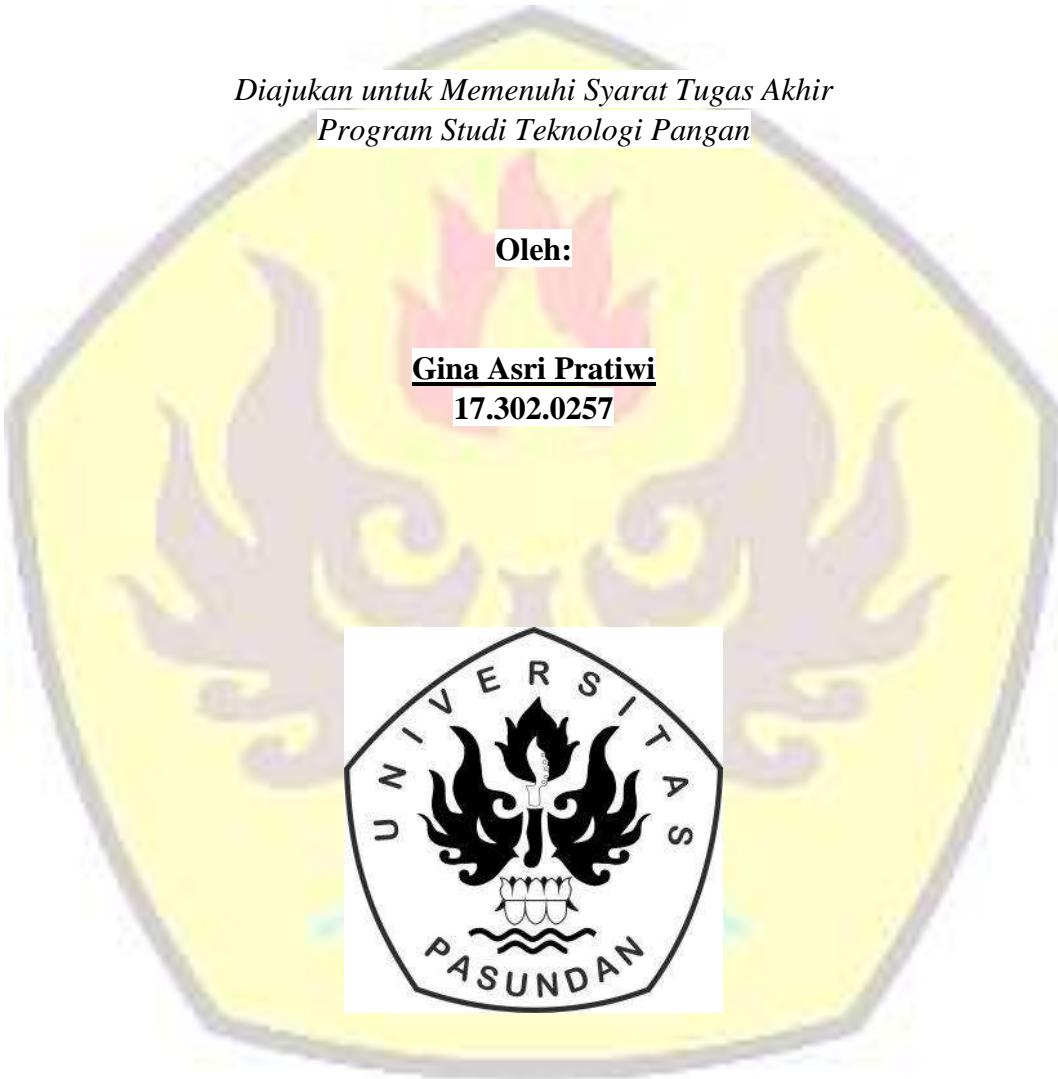 Diajukan untuk Memenuhi Syarat Tugas Akhir
Program Studi Teknologi Pangan
Oleh:
Gina Asri Pratiwi
17.302.0257
UNIVERSITAS
PASUNDAN